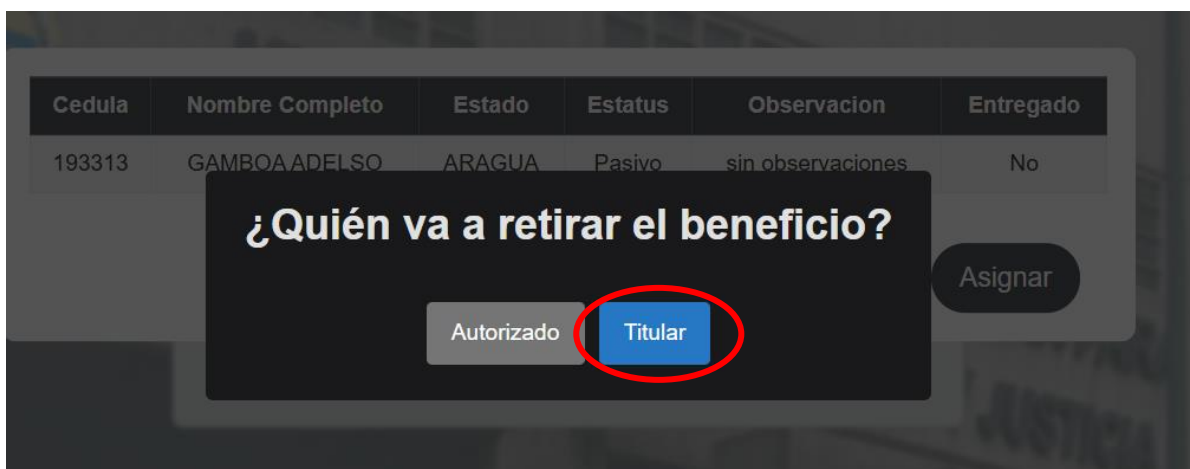 Cedula Nombre Completo Estado Estatus Observacion Entregado
193313 GAMBOA ADELSO ARAGUA Pasivo sin observaciones No
¿Quién va a retirar el beneficio?
Asignar
Autorizado Titular
JUSTICIA